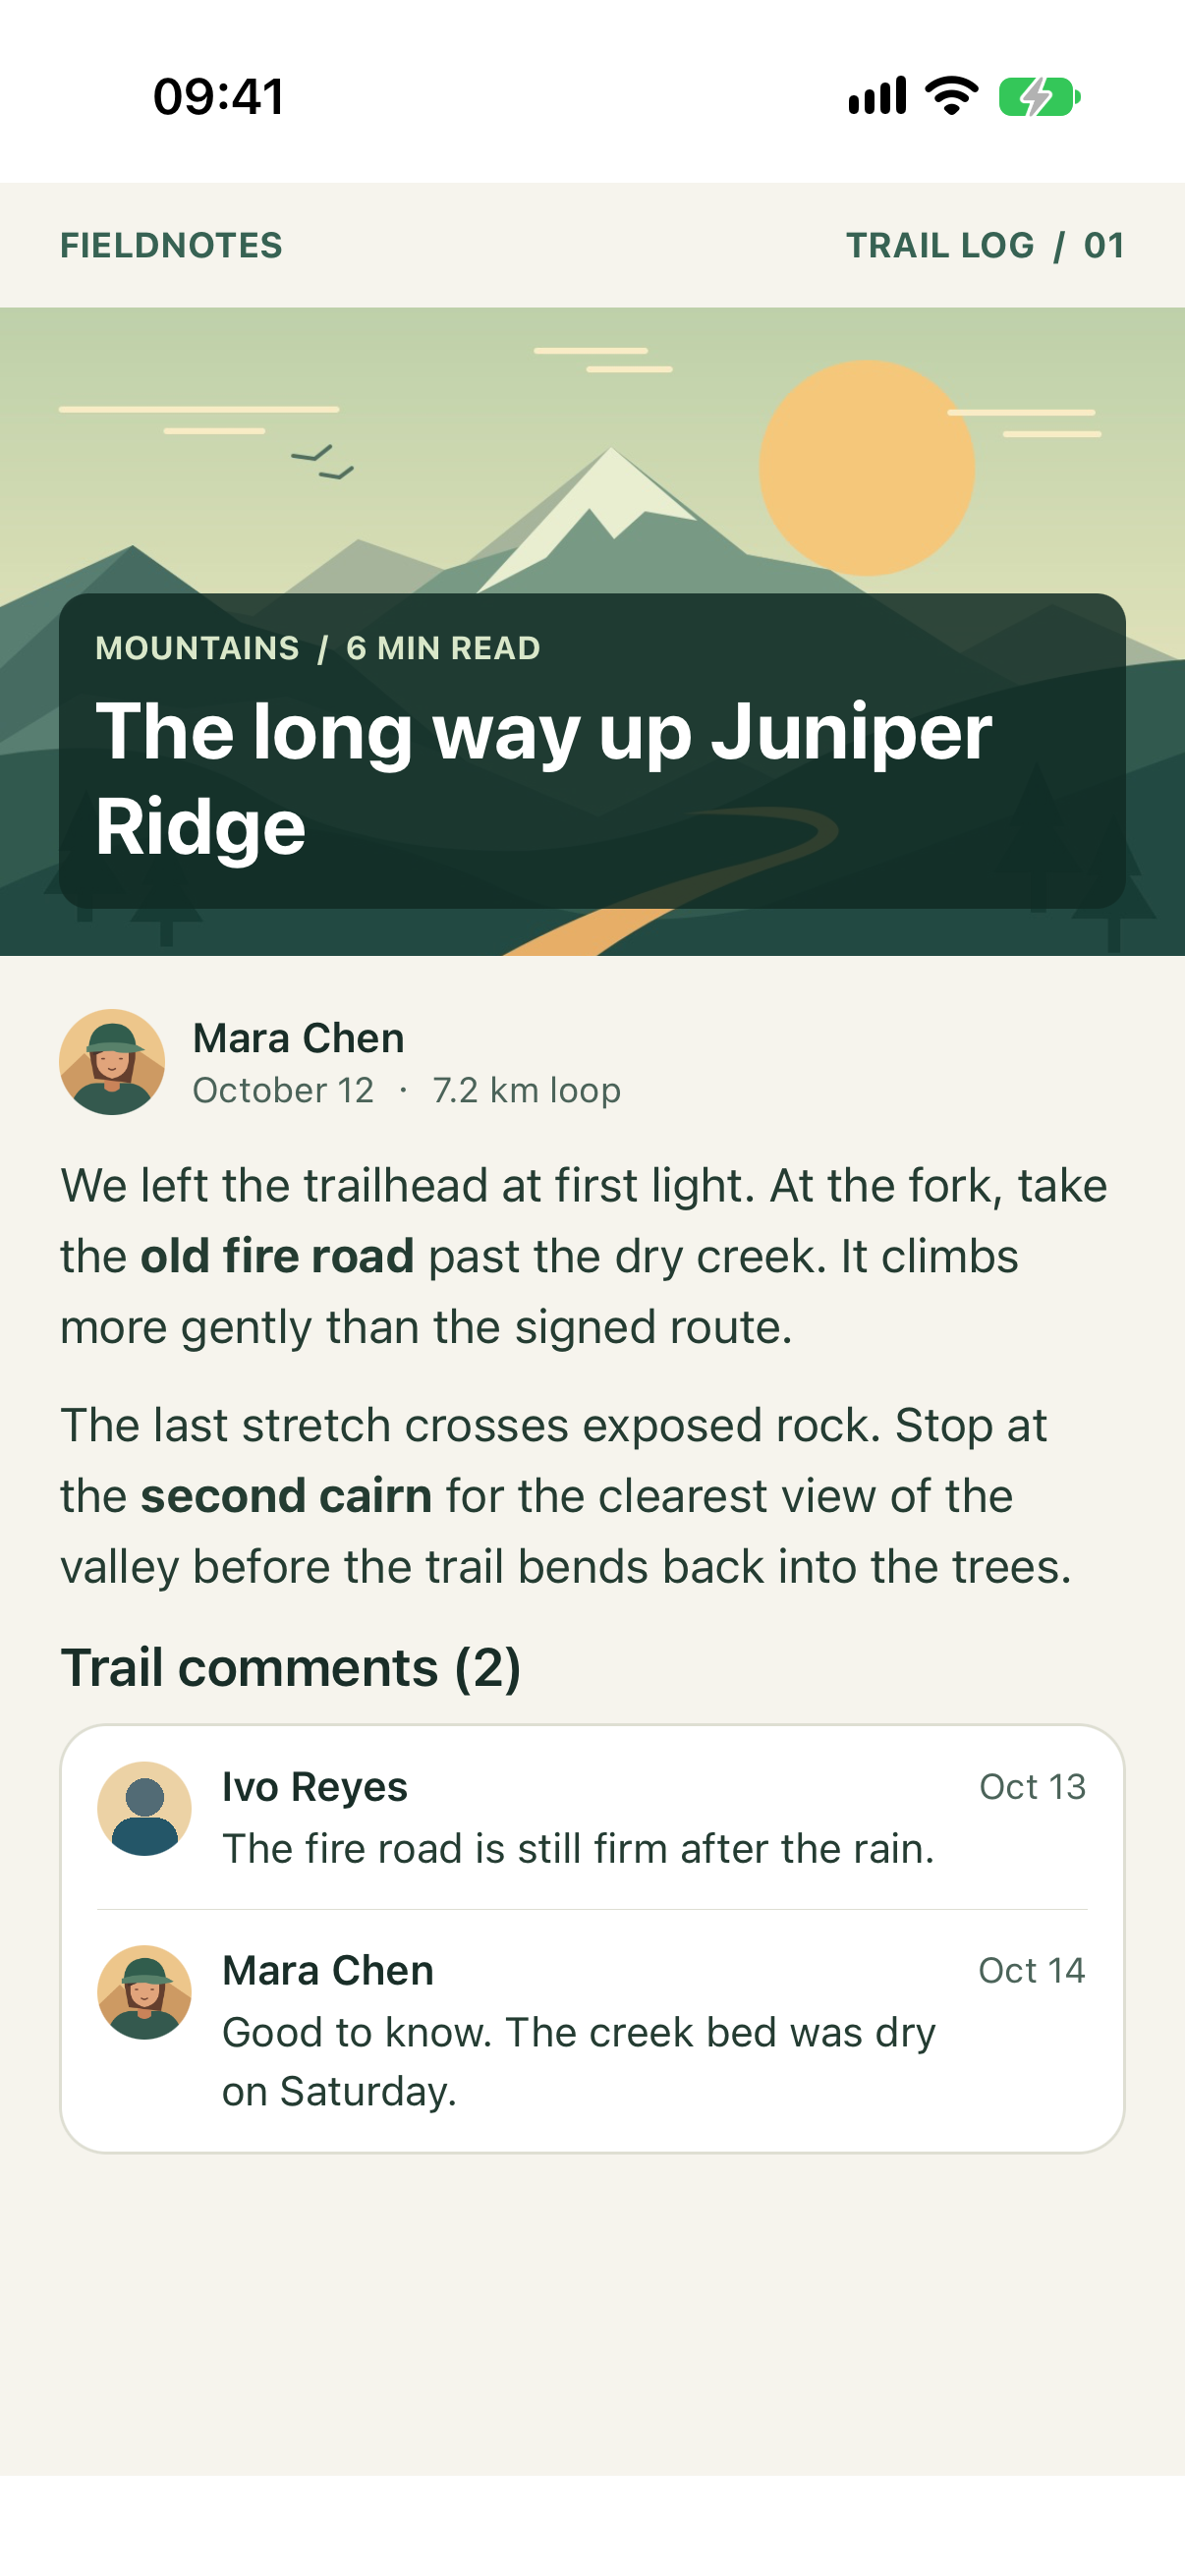 09:41
FIELDNOTES
TRAIL LOG / 01
MOUNTAINS / 6 MIN READ
The long way up Juniper
Ridge
Mara Chen
October 12 · 7.2 km loop
We left the trailhead at first light. At the fork, take
the old fire road past the dry creek. It climbs
more gently than the signed route.
The last stretch crosses exposed rock. Stop at
the second cairn for the clearest view of the
valley before the trail bends back into the trees.
Trail comments (2)
Ivo Reyes
Oct 13
The fire road is still firm after the rain.
Mara Chen
Oct 14
Good to know. The creek bed was dry
on Saturday.